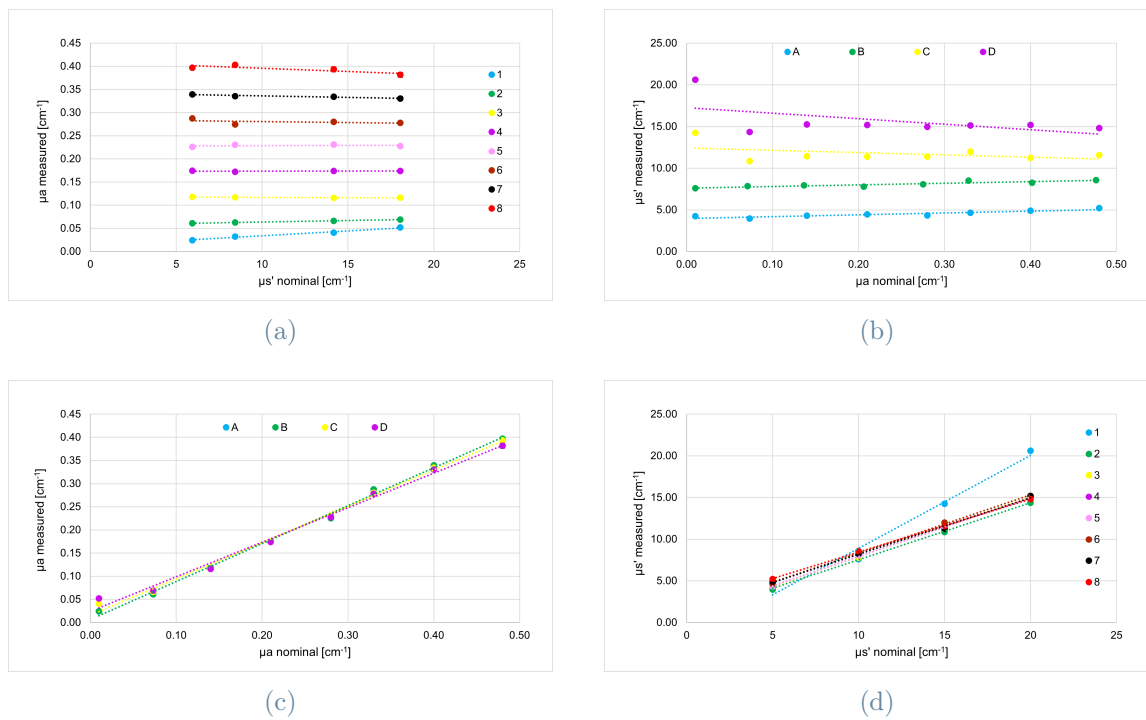 0.45
0.40
0.35
0.30
0.25
0.20
0.15
0.10
0.05
0.00
µa measured [cm⁻¹]
0 5 10 15 20 25
µs' nominal [cm⁻¹]
1
2
3
4
5
6
7
8
(a)
A B C D
25.00
20.00
15.00
10.00
5.00
0.00
µs' measured [cm⁻¹]
0.00 0.10 0.20 0.30 0.40 0.50
µa nominal [cm⁻¹]
(b)
A B C D
0.45
0.40
0.35
0.30
0.25
0.20
0.15
0.10
0.05
0.00
µa measured [cm⁻¹]
0.00 0.10 0.20 0.30 0.40 0.50
µa nominal [cm⁻¹]
(c)
25.00
20.00
15.00
10.00
5.00
0.00
µs' measured [cm⁻¹]
0 5 10 15 20 25
µs' nominal [cm⁻¹]
1
2
3
4
5
6
7
8
(d)